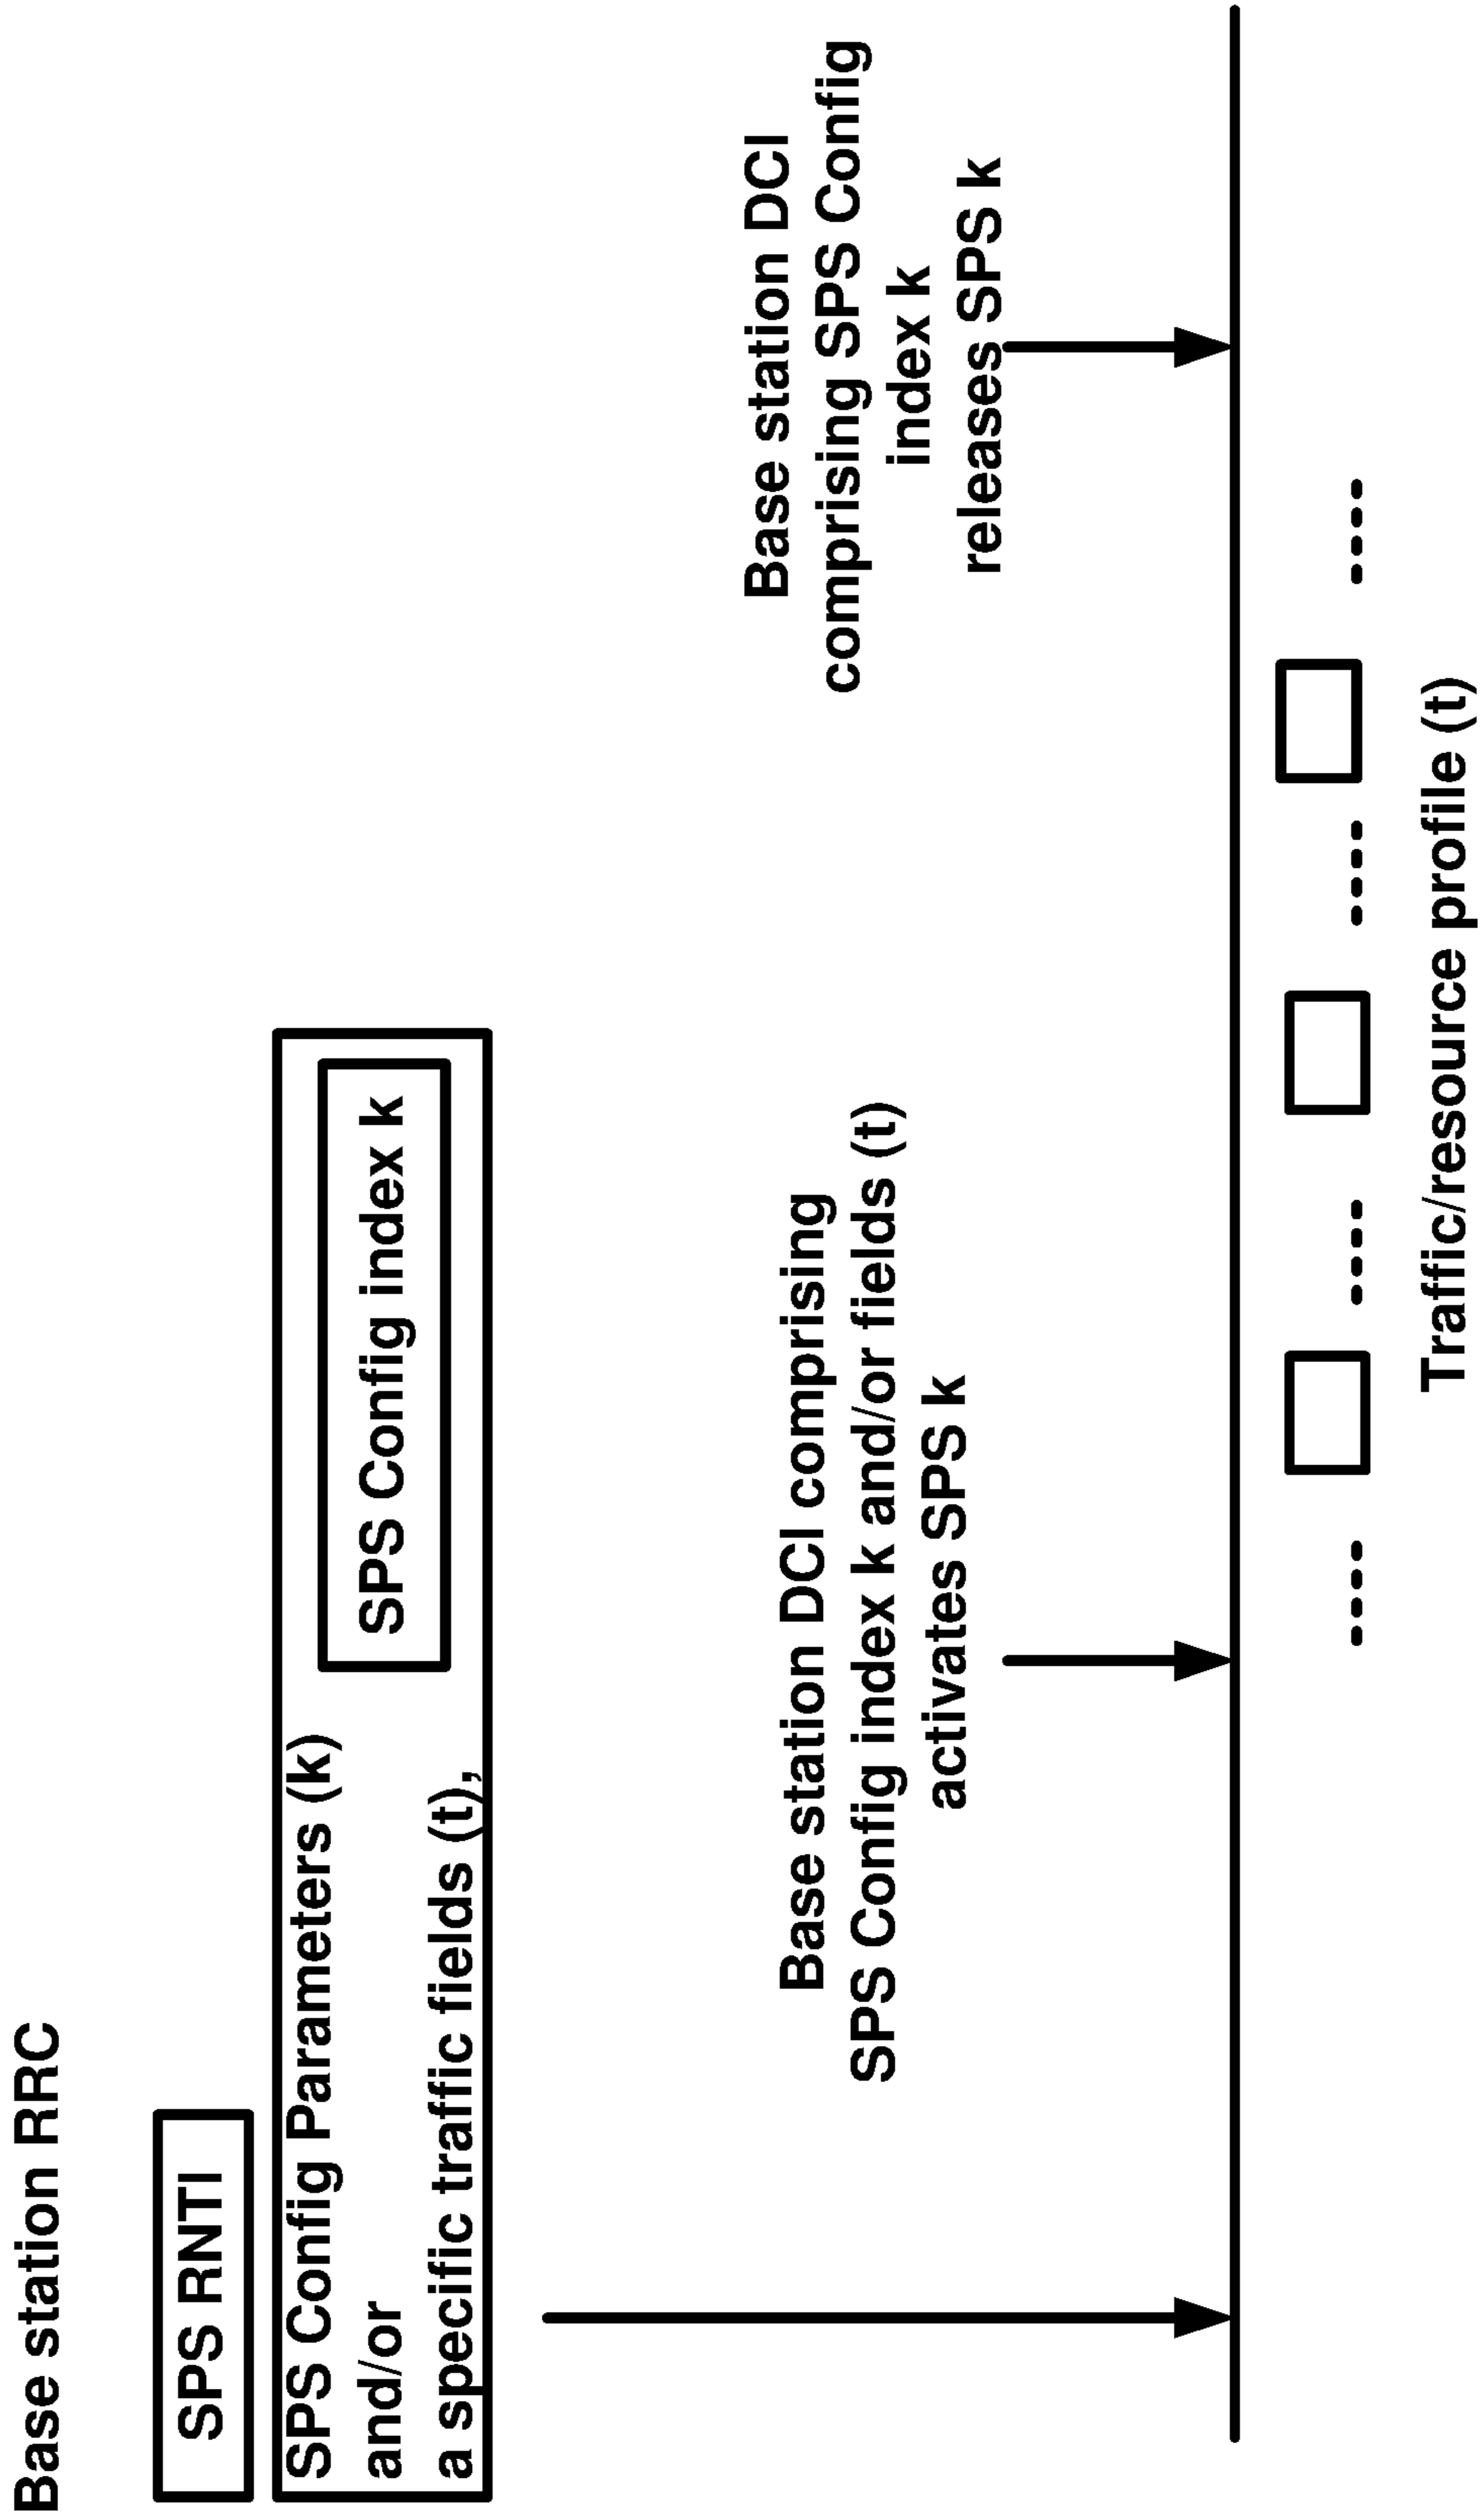 Base station RRC
SPS RNTI
SPS Config Parameters (k)
and/or
a specific traffic fields (t),
SPS Config index k
Base station DCI comprising
SPS Config index k and/or fields (t)
activates SPS k
Base station DCI
comprising SPS Config
index k
releases SPS k
Traffic/resource profile (t)